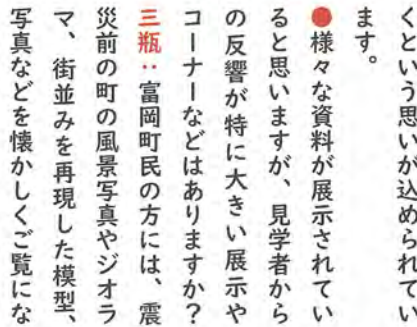 くという思いが込められてい
ます。
●様々な資料が展示されてい
ると思いますが、見学者から
の反響が特に大きい展示や
コーナーなどはありますか？
三瓶：富岡町民の方には、震
災前の町の風景写真やジオラ
マ、街並みを再現した模型、
写真などを懐かしくご覧にな